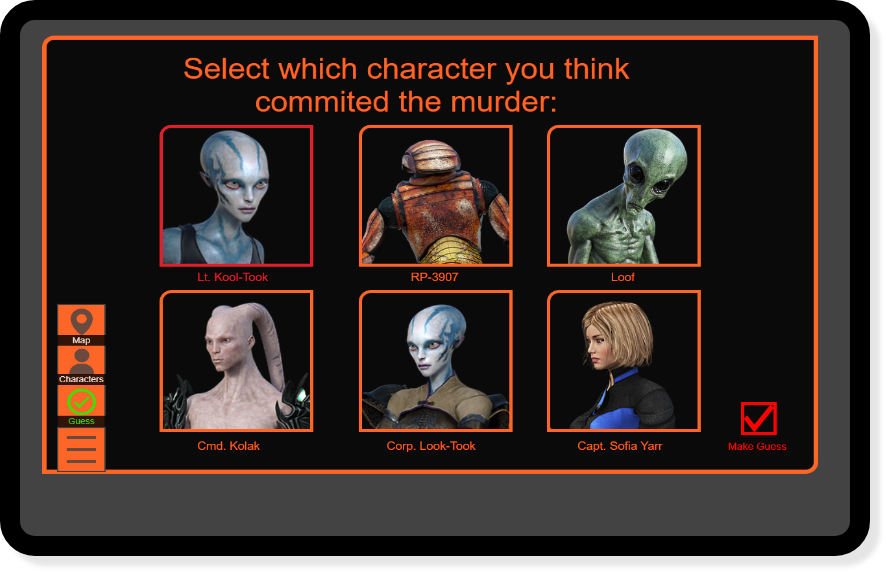 Select which character you think
commited the murder:
Lt. Kool-Took
RP-3907
Loof
Map
Characters
Guess
Cmd. Kolak
Corp. Look-Took
Capt. Sofia Yarr
Make Guess